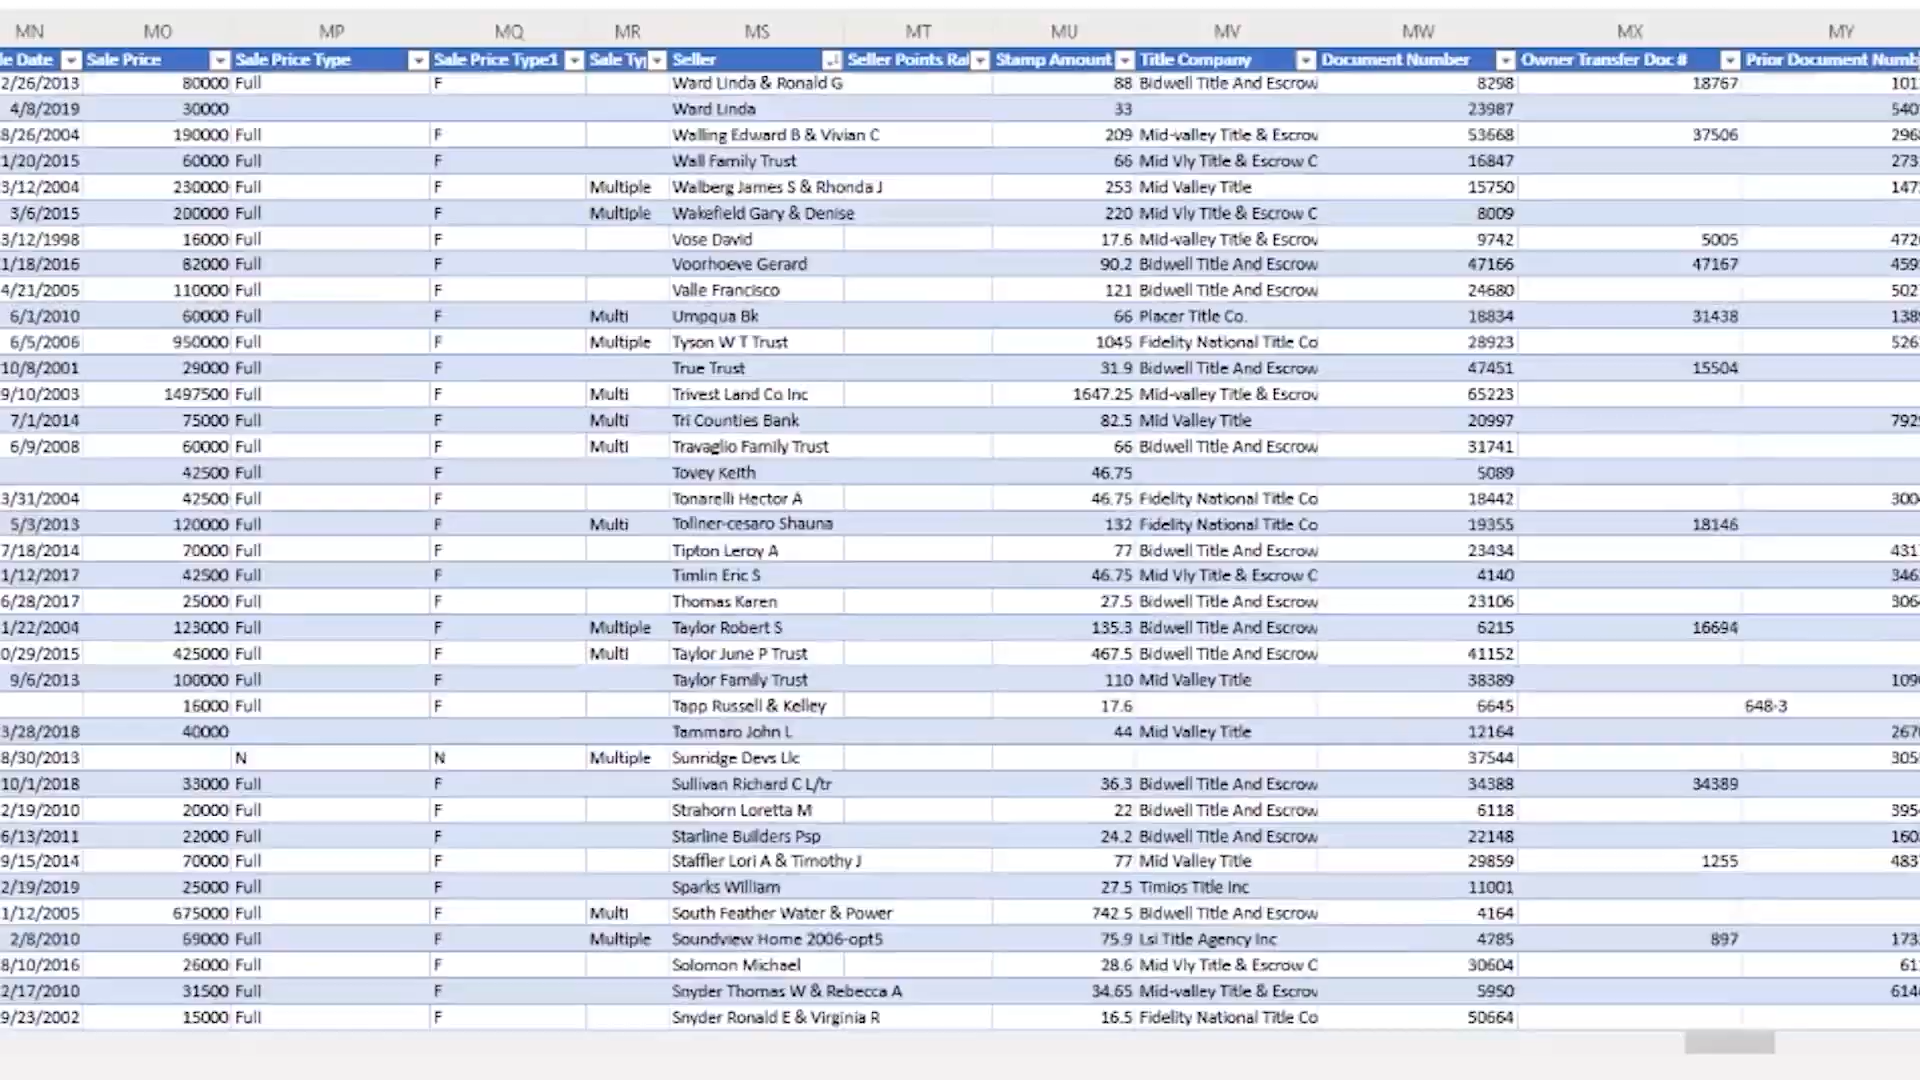 MN MO MP MQ MR MS MT MU MV MW MX MY
le Date Sale Price Sale Price Type Sale Price Type1 Sale Typ Seller Seller Points Rat Stamp Amount Title Company Document Number Owner Transfer Doc # Prior Document Numb
2/26/2013 80000 Full F Ward Linda & Ronald G 88 Bidwell Title And Escrow 8298 18767 101
4/8/2019 30000 Ward Linda 33 23987 540
8/26/2004 190000 Full F Walling Edward B & Vivian C 209 Mid-valley Title & Escrov 53668 37506 296
1/20/2015 60000 Full F Wall Family Trust 66 Mid Vly Title & Escrow C 16847 273
3/12/2004 230000 Full F Multiple Walberg James S & Rhonda J 253 Mid Valley Title 15750 147
3/6/2015 200000 Full F Multiple Wakefield Gary & Denise 220 Mid Vly Title & Escrow C 8009
3/12/1998 16000 Full F Vose David 17.6 Mid-valley Title & Escrov 9742 5005 472
1/18/2016 82000 Full F Voorhoeve Gerard 90.2 Bidwell Title And Escrow 47166 47167 459
4/21/2005 110000 Full F Valle Francisco 121 Bidwell Title And Escrow 24680 502
6/1/2010 60000 Full F Multi Umpqua Bk 66 Placer Title Co. 18834 31438 138
6/5/2006 950000 Full F Multiple Tyson W T Trust 1045 Fidelity National Title Co 28923 526
10/8/2001 29000 Full F True Trust 31.9 Bidwell Title And Escrow 47451 15504
9/10/2003 1497500 Full F Multi Trivest Land Co Inc 1647.25 Mid-valley Title & Escrov 65223
7/1/2014 75000 Full F Multi Tri Counties Bank 82.5 Mid Valley Title 20997 792
6/9/2008 60000 Full F Multi Travaglio Family Trust 66 Bidwell Title And Escrow 31741
42500 Full F Tovey Keith 46.75 5089
3/31/2004 42500 Full F Tonarelli Hector A 46.75 Fidelity National Title Co 18442 300
5/3/2013 120000 Full F Multi Tollner-cesaro Shauna 132 Fidelity National Title Co 19355 18146
7/18/2014 70000 Full F Tipton Leroy A 77 Bidwell Title And Escrow 23434 431
1/12/2017 42500 Full F Timlin Eric S 46.75 Mid Vly Title & Escrow C 4140 346
6/28/2017 25000 Full F Thomas Karen 27.5 Bidwell Title And Escrow 23106 306
1/22/2004 123000 Full F Multiple Taylor Robert S 135.3 Bidwell Title And Escrow 6215 16694
0/29/2015 425000 Full F Multi Taylor June P Trust 467.5 Bidwell Title And Escrow 41152
9/6/2013 100000 Full F Taylor Family Trust 110 Mid Valley Title 38389 109
16000 Full F Tapp Russell & Kelley 17.6 6645 648-3
3/28/2018 40000 Tammaro John L 44 Mid Valley Title 12164 267
8/30/2013 N N Multiple Sunridge Devs Llc 37544 305
10/1/2018 33000 Full F Sullivan Richard C L/tr 36.3 Bidwell Title And Escrow 34388 34389
2/19/2010 20000 Full F Strahorn Loretta M 22 Bidwell Title And Escrow 6118 395
6/13/2011 22000 Full F Starline Builders Psp 24.2 Bidwell Title And Escrow 22148 160
9/15/2014 70000 Full F Staffler Lori A & Timothy J 77 Mid Valley Title 29859 1255 483
2/19/2019 25000 Full F Sparks William 27.5 Timios Title Inc 11001
1/12/2005 675000 Full F Multi South Feather Water & Power 742.5 Bidwell Title And Escrow 4164
2/8/2010 69000 Full F Multiple Soundview Home 2006-opt5 75.9 Lsi Title Agency Inc 4785 897 173
8/10/2016 26000 Full F Solomon Michael 28.6 Mid Vly Title & Escrow C 30604 61
2/17/2010 31500 Full F Snyder Thomas W & Rebecca A 34.65 Mid-valley Title & Escrov 5950 614
9/23/2002 15000 Full F Snyder Ronald E & Virginia R 16.5 Fidelity National Title Co 50664